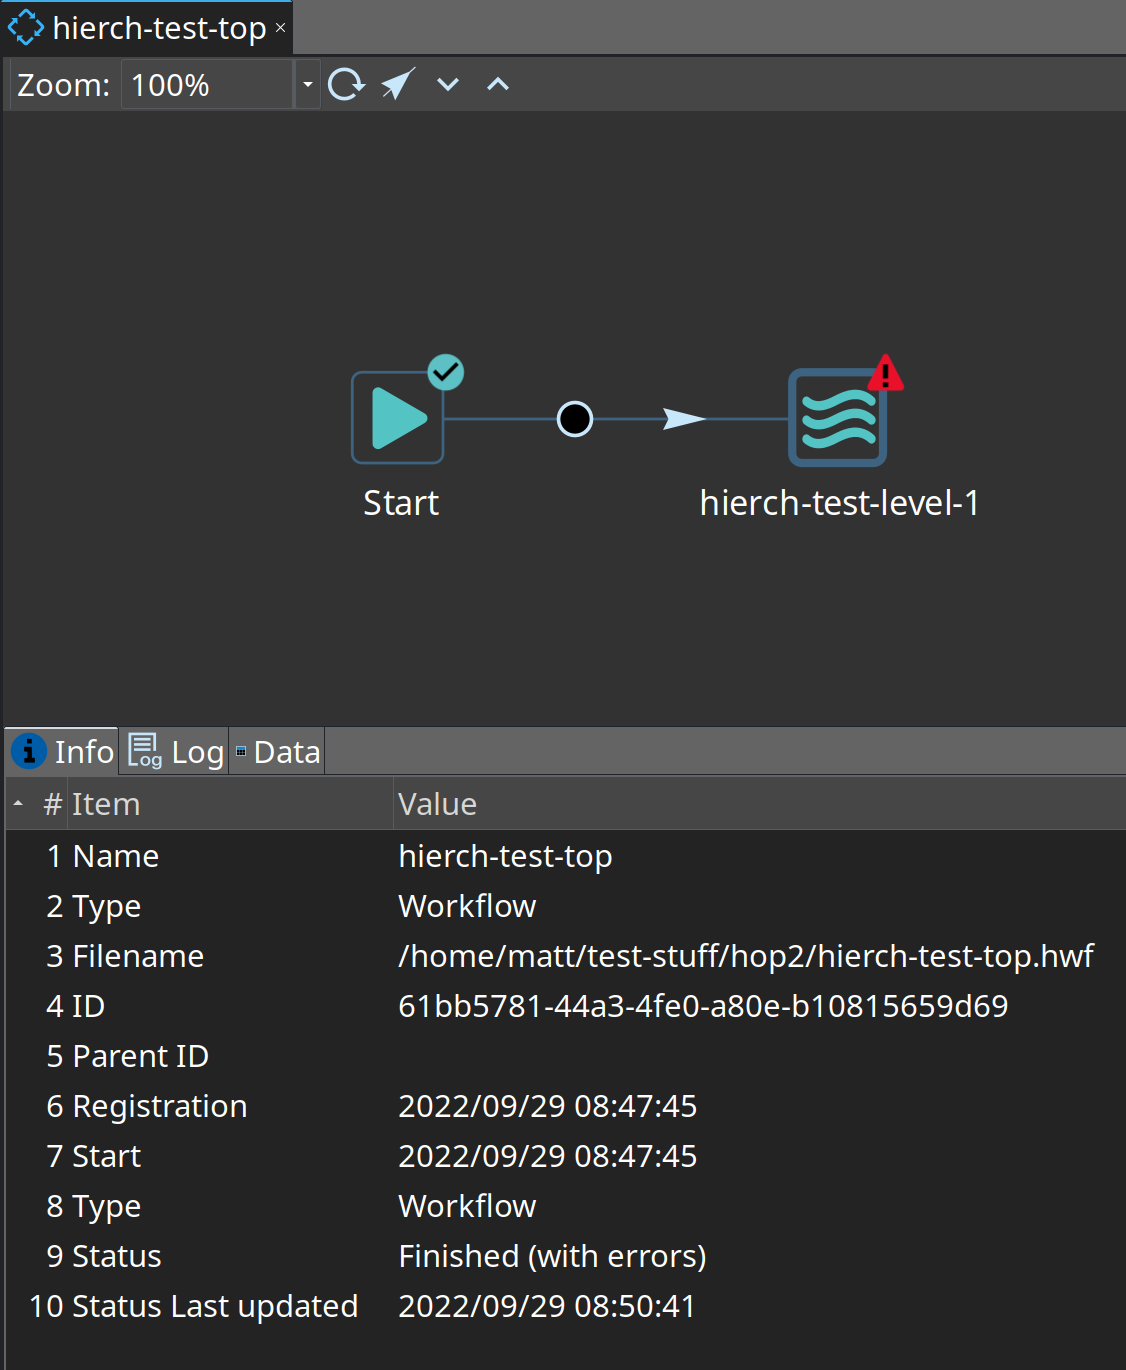 hierch-test-top
Zoom: 100%
Start
hierch-test-level-1
Info Log Log Data
# Item Value
1 Name hierch-test-top
2 Type Workflow
3 Filename /home/matt/test-stuff/hop2/hierch-test-top.hwf
4 ID 61bb5781-44a3-4fe0-a80e-b10815659d69
5 Parent ID
6 Registration 2022/09/29 08:47:45
7 Start 2022/09/29 08:47:45
8 Type Workflow
9 Status Finished (with errors)
10 Status Last updated 2022/09/29 08:50:41